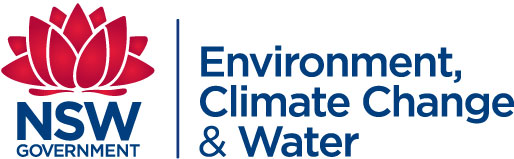 NSW
GOVERNMENT
Environment,
Climate Change
& Water